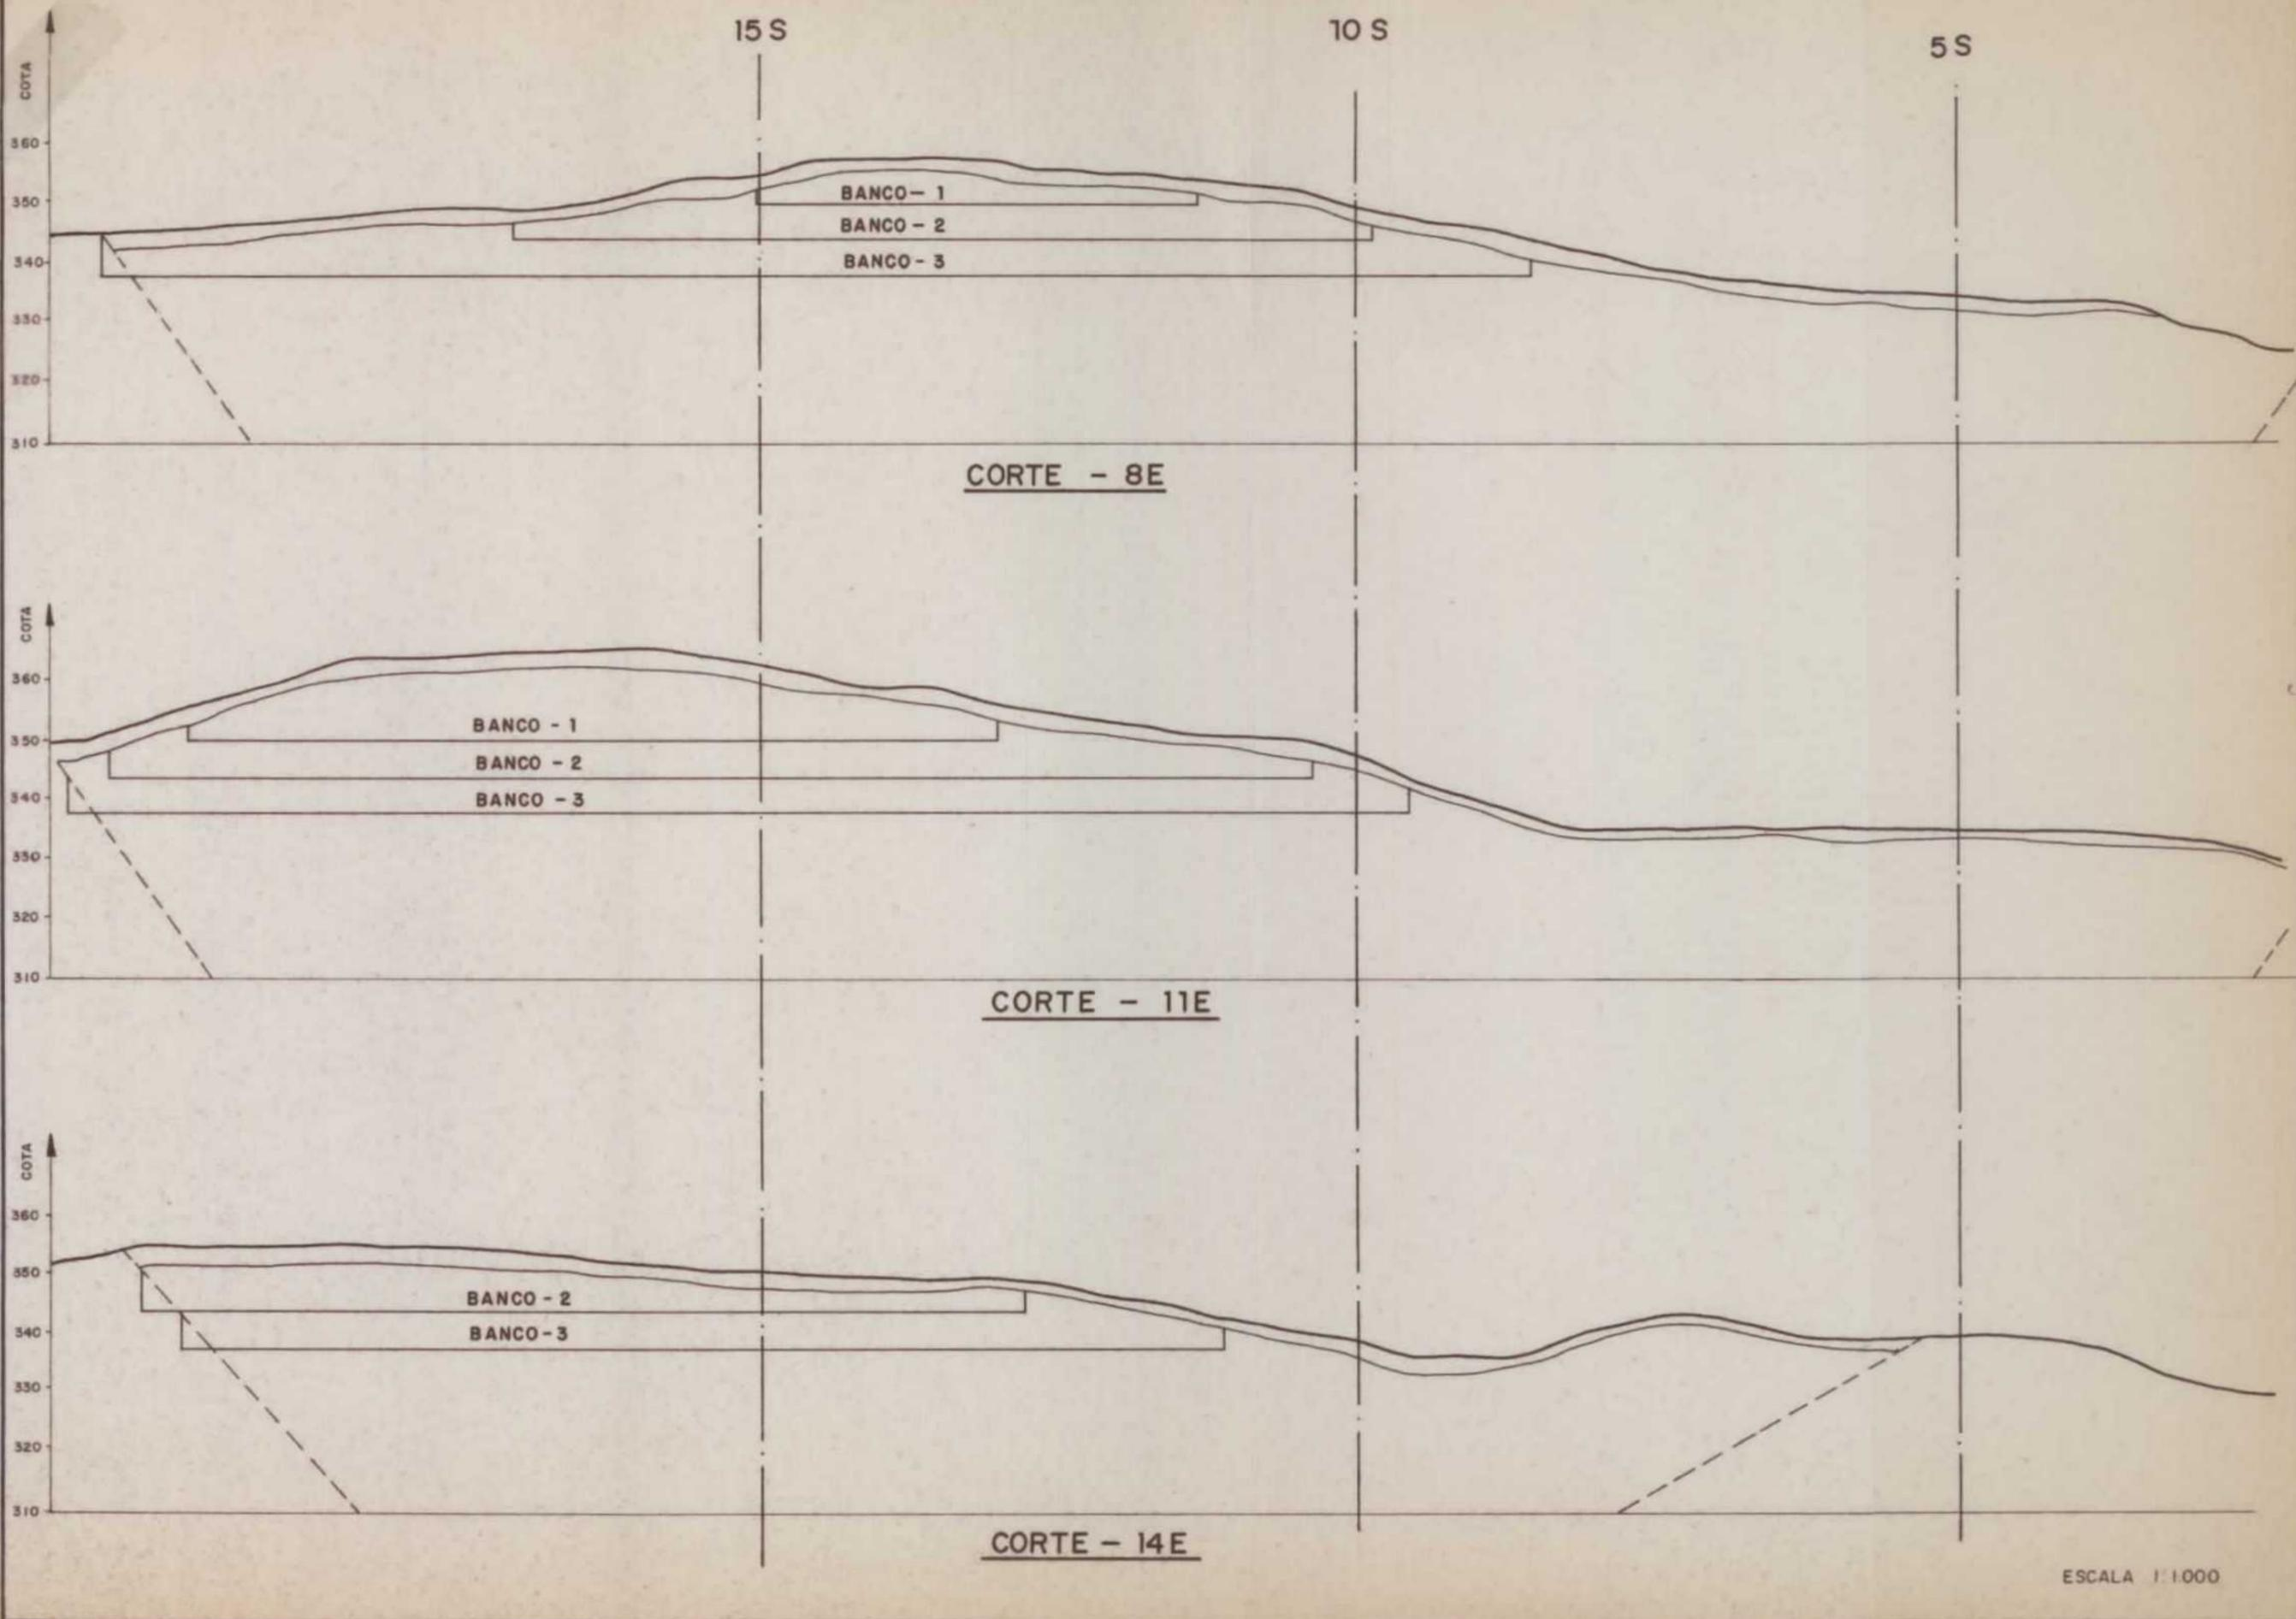 15 S 10 S 5 S
COTA
360
350
340
330
320
310
BANCO – 1
BANCO – 2
BANCO - 3
CORTE - 8E
COTA
360
350
340
330
320
310
BANCO - 1
BANCO - 2
BANCO - 3
CORTE - 11E
COTA
360
350
340
330
320
310
BANCO - 2
BANCO - 3
CORTE - 14E
ESCALA 1:1.000